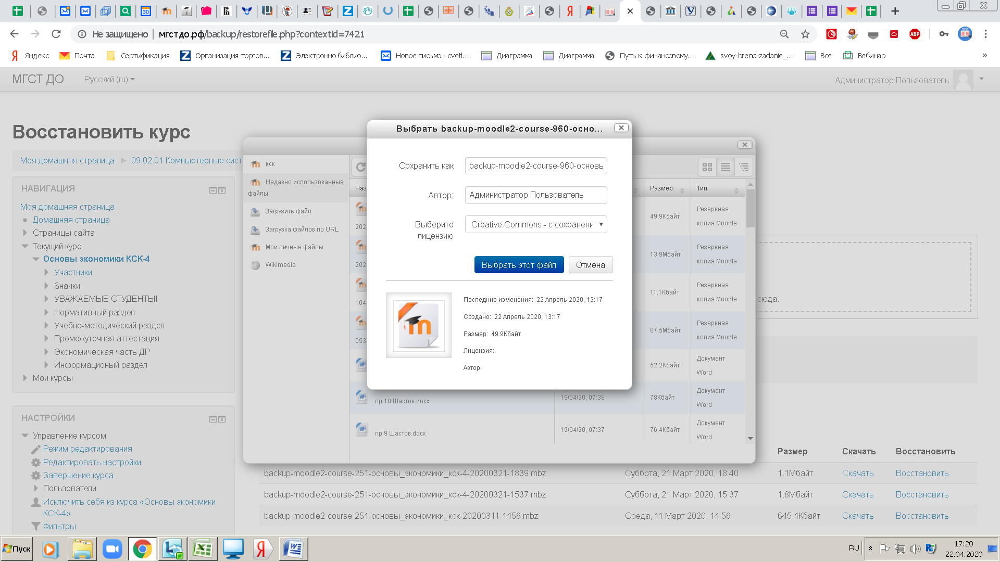 Не защищено | мгстдо.рф/backup/restorefile.php?contextid=7421
Яндекс
Почта
Сертификация
Организация торгов...
Электронно библио...
Новое письмо - cvetl...
Диаграмма
Диаграмма
Путь к финансовому...
svoy-brend-zadanie_...
Все
Вебинар
»
МГСТ ДО
Русский (ru)
Администратор Пользователь
Восстановить курс
Моя домашняя страница
09.02.01 Компьютерные сист
НАВИГАЦИЯ
Моя домашняя страница
Домашняя страница
Страницы сайта
Текущий курс
Основы экономики КСК-4
Участники
Значки
УВАЖАЕМЫЕ СТУДЕНТЫ!
Нормативный раздел
Учебно-методический раздел
Промежуточная аттестация
Экономическая часть ДР
Информационый раздел
Мои курсы
НАСТРОЙКИ
Управление курсом
Режим редактирования
Редактировать настройки
Завершение курса
Пользователи
Исключить себя из курса «Основы экономики
КСК-4»
Фильтры
кск
Недавно использованные
файлы
Загрузить файл
Загрузка файлов по URL
Мои личные файлы
Wikimedia
Наз
Размер:
Тип
202
49.9Кбайт
Резервная
копия Moodle
202
13.9Мбайт
Резервная
копия Moodle
104
11.1Кбайт
Резервная
копия Moodle
053
87.5Мбайт
Резервная
копия Moodle
52.2Кбайт
Документ
Word
пр 10 Шастов.docx
19/04/20, 07:38
78Кбайт
Документ
Word
пр 9 Шастов.docx
19/04/20, 07:37
76.4Кбайт
Документ
Word
Выбрать backup-moodle2-course-960-осно...
Сохранить как
backup-moodle2-course-960-основы
Автор:
Администратор Пользователь
Выберите
лицензию
Creative Commons - с сохранени
Выбрать этот файл
Отмена
Последние изменения: 22 Апрель 2020, 13:17
Создано: 22 Апрель 2020, 13:17
Размер: 49.9Кбайт
Лицензия:
Автор:
сюда.
Размер
Скачать
Восстановить
backup-moodle2-course-251-основы_экономики_кск-4-20200321-1839.mbz
Суббота, 21 Март 2020, 18:40
1.1Мбайт
Скачать
Восстановить
backup-moodle2-course-251-основы_экономики_кск-4-20200321-1537.mbz
Суббота, 21 Март 2020, 15:37
1.8Мбайт
Скачать
Восстановить
backup-moodle2-course-251-основы_экономики_кск-20200311-1456.mbz
Среда, 11 Март 2020, 14:56
645.4Кбайт
Скачать
Восстановить
Пуск
RU
17:20
22.04.2020